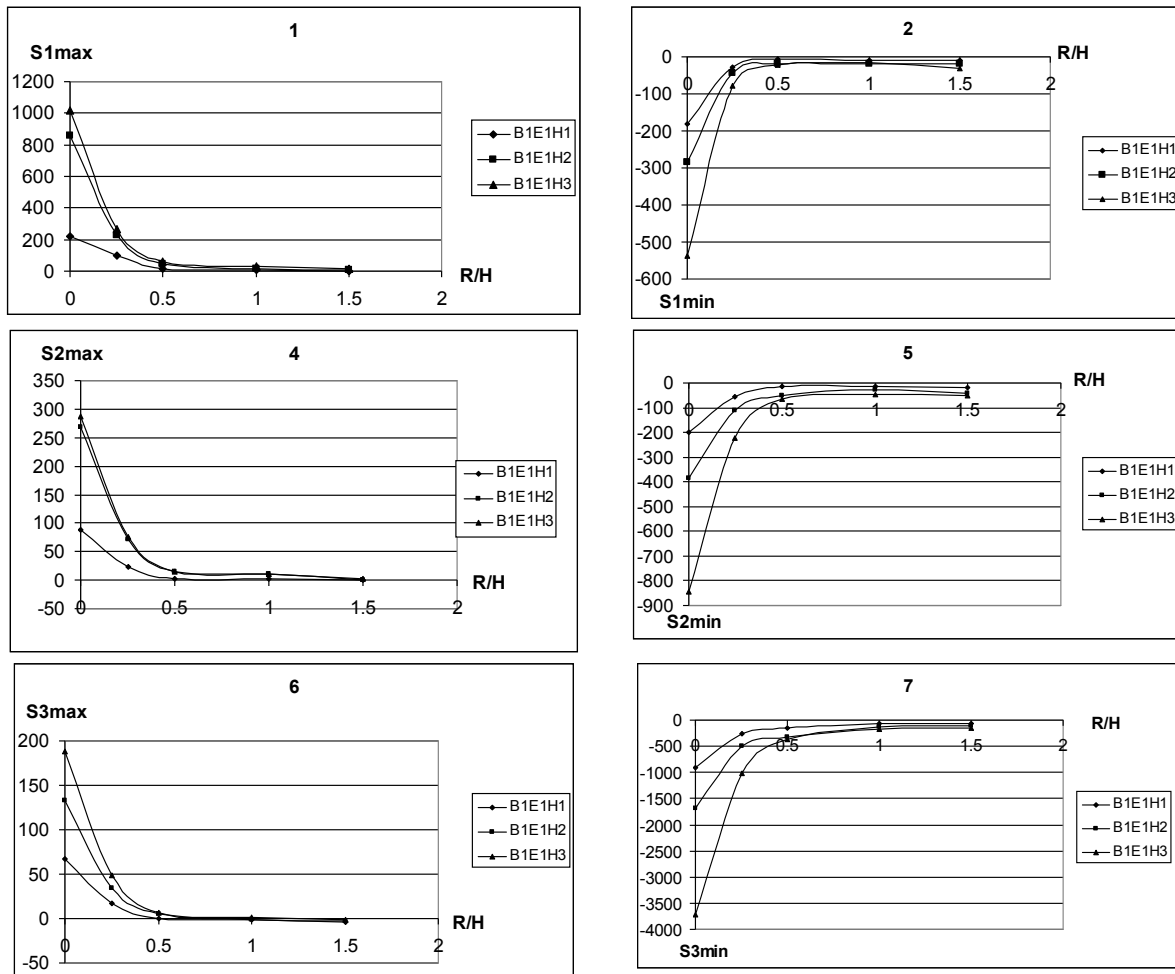 1
S1max
1200
1000
800
600
400
200
0
0 0.5 1 1.5 2
R/H
B1E1H1
B1E1H2
B1E1H3
2
R/H
0
-100
-200
-300
-400
-500
-600
0 0.5 1 1.5 2
S1min
B1E1H1
B1E1H2
B1E1H3
4
S2max
350
300
250
200
150
100
50
0
-50
0 0.5 1 1.5 2
R/H
B1E1H1
B1E1H2
B1E1H3
5
R/H
0
-100
-200
-300
-400
-500
-600
-700
-800
-900
0 0.5 1 1.5 2
S2min
B1E1H1
B1E1H2
B1E1H3
6
S3max
200
150
100
50
0
-50
0 0.5 1 1.5 2
R/H
B1E1H1
B1E1H2
B1E1H3
7
R/H
0
-500
-1000
-1500
-2000
-2500
-3000
-3500
-4000
0 0.5 1 1.5 2
S3min
B1E1H1
B1E1H2
B1E1H3